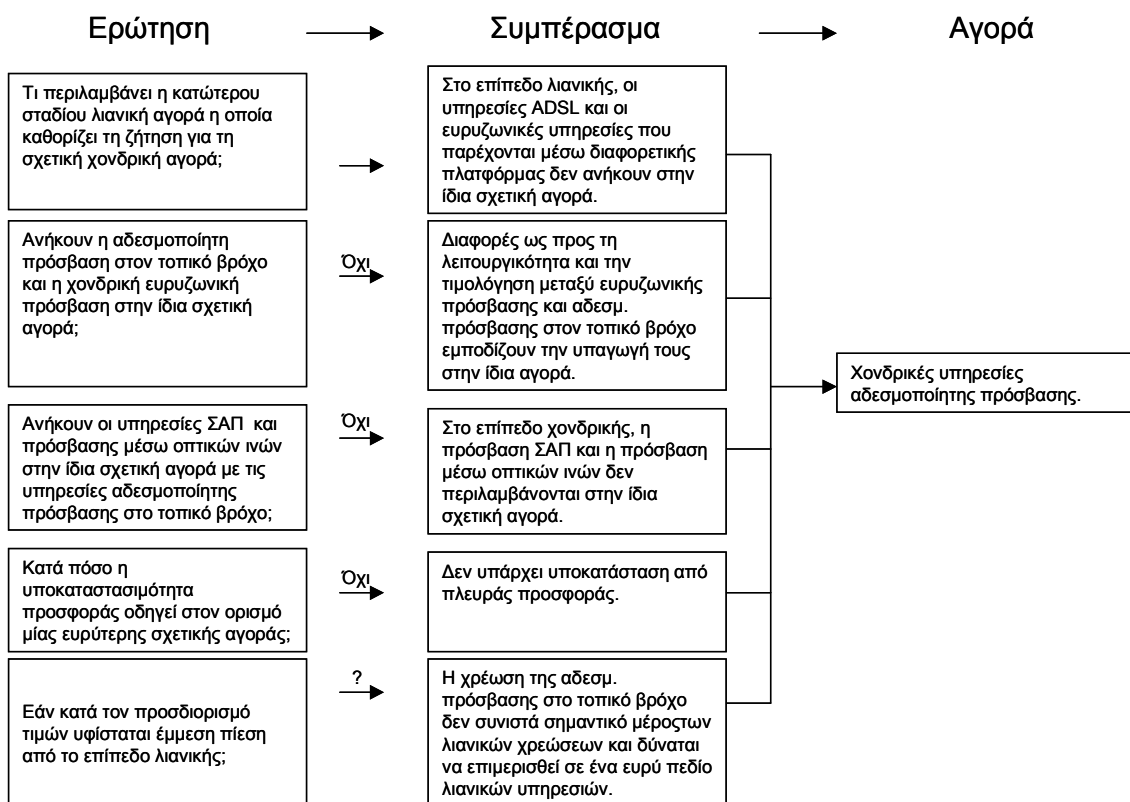 Ερώτηση
Συμπέρασμα
Αγορά
Τι περιλαμβάνει η κατώτερου
σταδίου λιανική αγορά η οποία
καθορίζει τη ζήτηση για τη
σχετική χονδρική αγορά;
Στο επίπεδο λιανικής, οι
υπηρεσίες ADSL και οι
ευρυζωνικές υπηρεσίες που
παρέχονται μέσω διαφορετικής
πλατφόρμας δεν ανήκουν στην
ίδια σχετική αγορά.
Ανήκουν η αδεσμοποίητη
πρόσβαση στον τοπικό βρόχο
και η χονδρική ευρυζωνική
πρόσβαση στην ίδια σχετική
αγορά;
Όχι
Διαφορές ως προς τη
λειτουργικότητα και την
τιμολόγηση μεταξύ ευρυζωνικής
πρόσβασης και αδεσμ.
πρόσβασης στον τοπικό βρόχο
εμποδίζουν την υπαγωγή τους
στην ίδια αγορά.
Χονδρικές υπηρεσίες
αδεσμοποίητης πρόσβασης.
Ανήκουν οι υπηρεσίες ΣΑΠ και
πρόσβασης μέσω οπτικών ινών
στην ίδια σχετική αγορά με τις
υπηρεσίες αδεσμοποίητης
πρόσβασης στο τοπικό βρόχο;
Όχι
Στο επίπεδο χονδρικής, η
πρόσβαση ΣΑΠ και η πρόσβαση
μέσω οπτικών ινών δεν
περιλαμβάνονται στην ίδια
σχετική αγορά.
Κατά πόσο η
υποκαταστασιμότητα
προσφοράς οδηγεί στον ορισμό
μίας ευρύτερης σχετικής αγοράς;
Όχι
Δεν υπάρχει υποκατάσταση από
πλευράς προσφοράς.
Εάν κατά τον προσδιορισμό
τιμών υφίσταται έμμεση πίεση
από το επίπεδο λιανικής;
?
Η χρέωση της αδεσμ.
πρόσβασης στο τοπικό βρόχο
δεν συνιστά σημαντικό μέροςτων
λιανικών χρεώσεων και δύναται
να επιμερισθεί σε ένα ευρύ πεδίο
λιανικών υπηρεσιών.